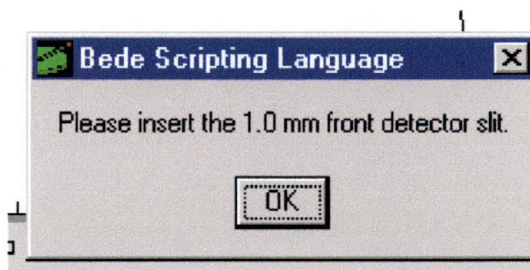 Bede Scripting Language
Please insert the 1.0 mm front detector slit.
OK